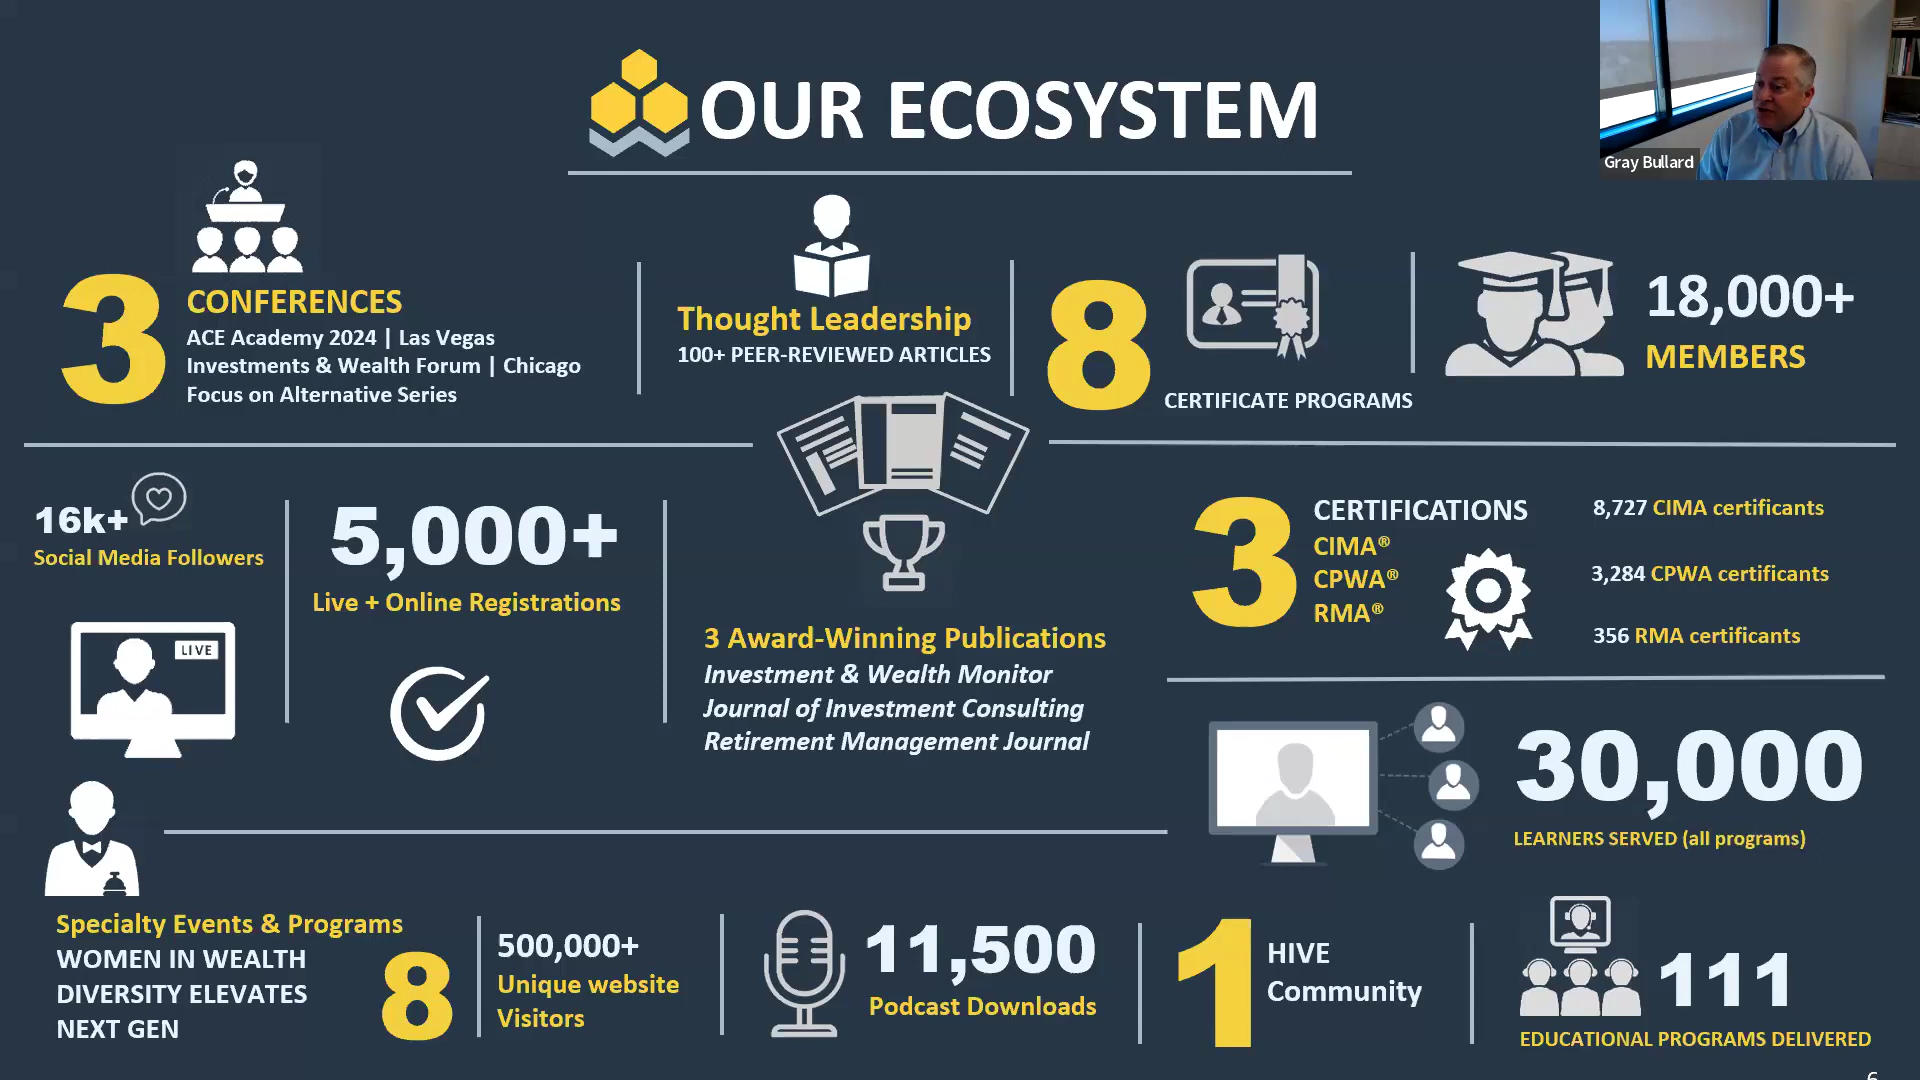 OUR ECOSYSTEM
Gray Bullard
3
CONFERENCES
ACE Academy 2024 | Las Vegas
Investments & Wealth Forum | Chicago
Focus on Alternative Series
Thought Leadership
100+ PEER-REVIEWED ARTICLES
8
CERTIFICATE PROGRAMS
18,000+
MEMBERS
16k+
Social Media Followers
LIVE
5,000+
Live + Online Registrations
3 Award-Winning Publications
Investment & Wealth Monitor
Journal of Investment Consulting
Retirement Management Journal
3
CERTIFICATIONS
CIMA®
CPWA®
RMA®
8,727 CIMA certificants
3,284 CPWA certificants
356 RMA certificants
30,000
LEARNERS SERVED (all programs)
Specialty Events & Programs
WOMEN IN WEALTH
DIVERSITY ELEVATES
NEXT GEN
8
500,000+
Unique website
Visitors
11,500
Podcast Downloads
1
HIVE
Community
111
EDUCATIONAL PROGRAMS DELIVERED
6